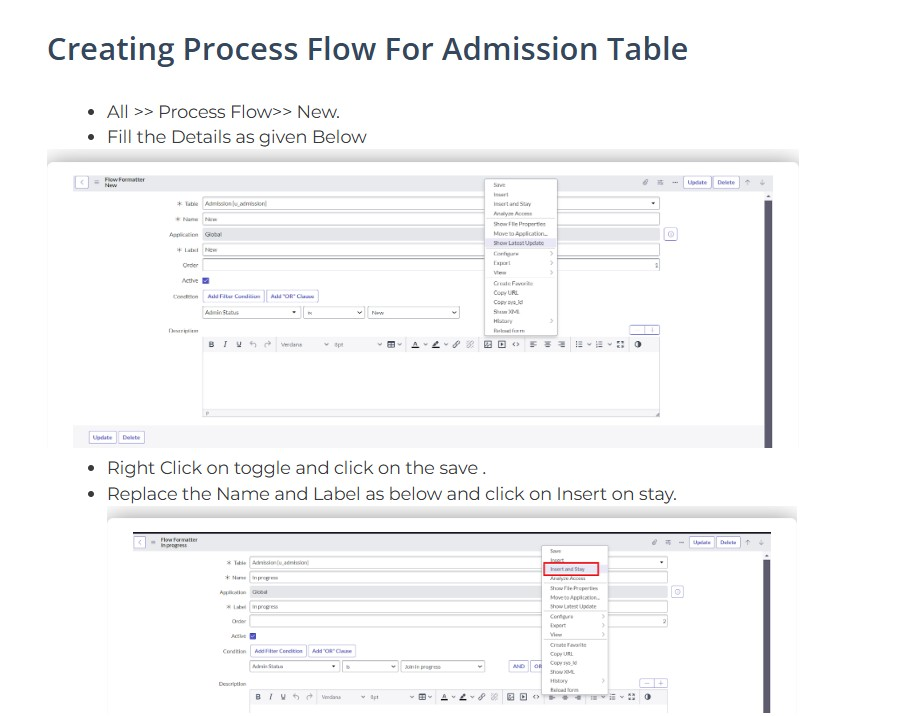 Creating Process Flow For Admission Table
All >> Process Flow>> New.
Fill the Details as given Below
Flow Formatter
New
Update Delete
Save
Insert
Insert and Stay
Analyze Access
Show File Properties
Move to Application...
Show Latest Update
Configure
Export
View
Create Favorite
Copy URL
Copy sys_id
Show XML
History
Reload form
* Table Admission [u_admission]
* Name New
Application Global
* Label New
Order
Active
Condition Add Filter Condition Add "OR" Clause
Admin Status is New
Description
B I U Verdana 8pt A
P
Update Delete
Right Click on toggle and click on the save .
Replace the Name and Label as below and click on Insert on stay.
Flow Formatter
In progress
Update Delete
Save
Insert
Insert and Stay
Analyze Access
Show File Properties
Move to Application...
Show Latest Update
Configure
Export
View
Create Favorite
Copy URL
Copy sys_id
Show XML
History
Reload form
* Table Admission [u_admission]
* Name In progress
Application Global
* Label In progress
Order 2
Active
Condition Add Filter Condition Add "OR" Clause
Admin Status is Join In progress AND OR
Description
B I U Verdana 8pt A